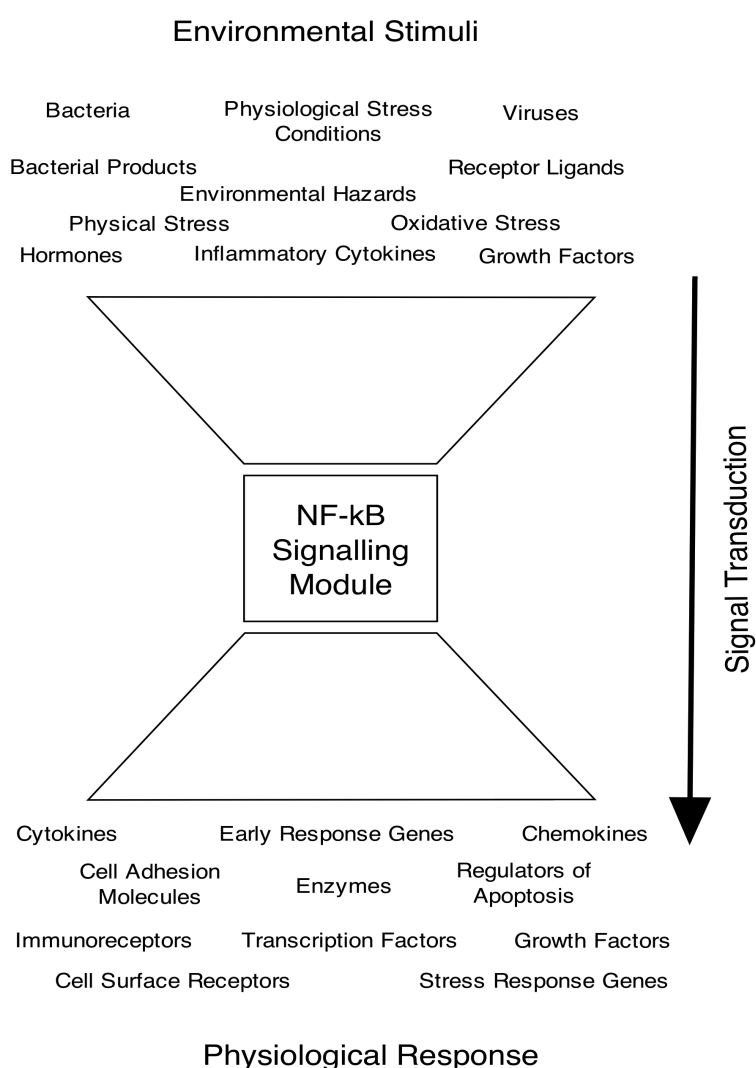 Environmental Stimuli
Bacteria
Physiological Stress
Conditions
Viruses
Bacterial Products
Receptor Ligands
Environmental Hazards
Physical Stress
Oxidative Stress
Hormones
Inflammatory Cytokines
Growth Factors
NF-kB
Signalling
Module
Signal Transduction
Cytokines
Early Response Genes
Chemokines
Cell Adhesion
Molecules
Enzymes
Regulators of
Apoptosis
Immunoreceptors
Transcription Factors
Growth Factors
Cell Surface Receptors
Stress Response Genes
Physiological Response